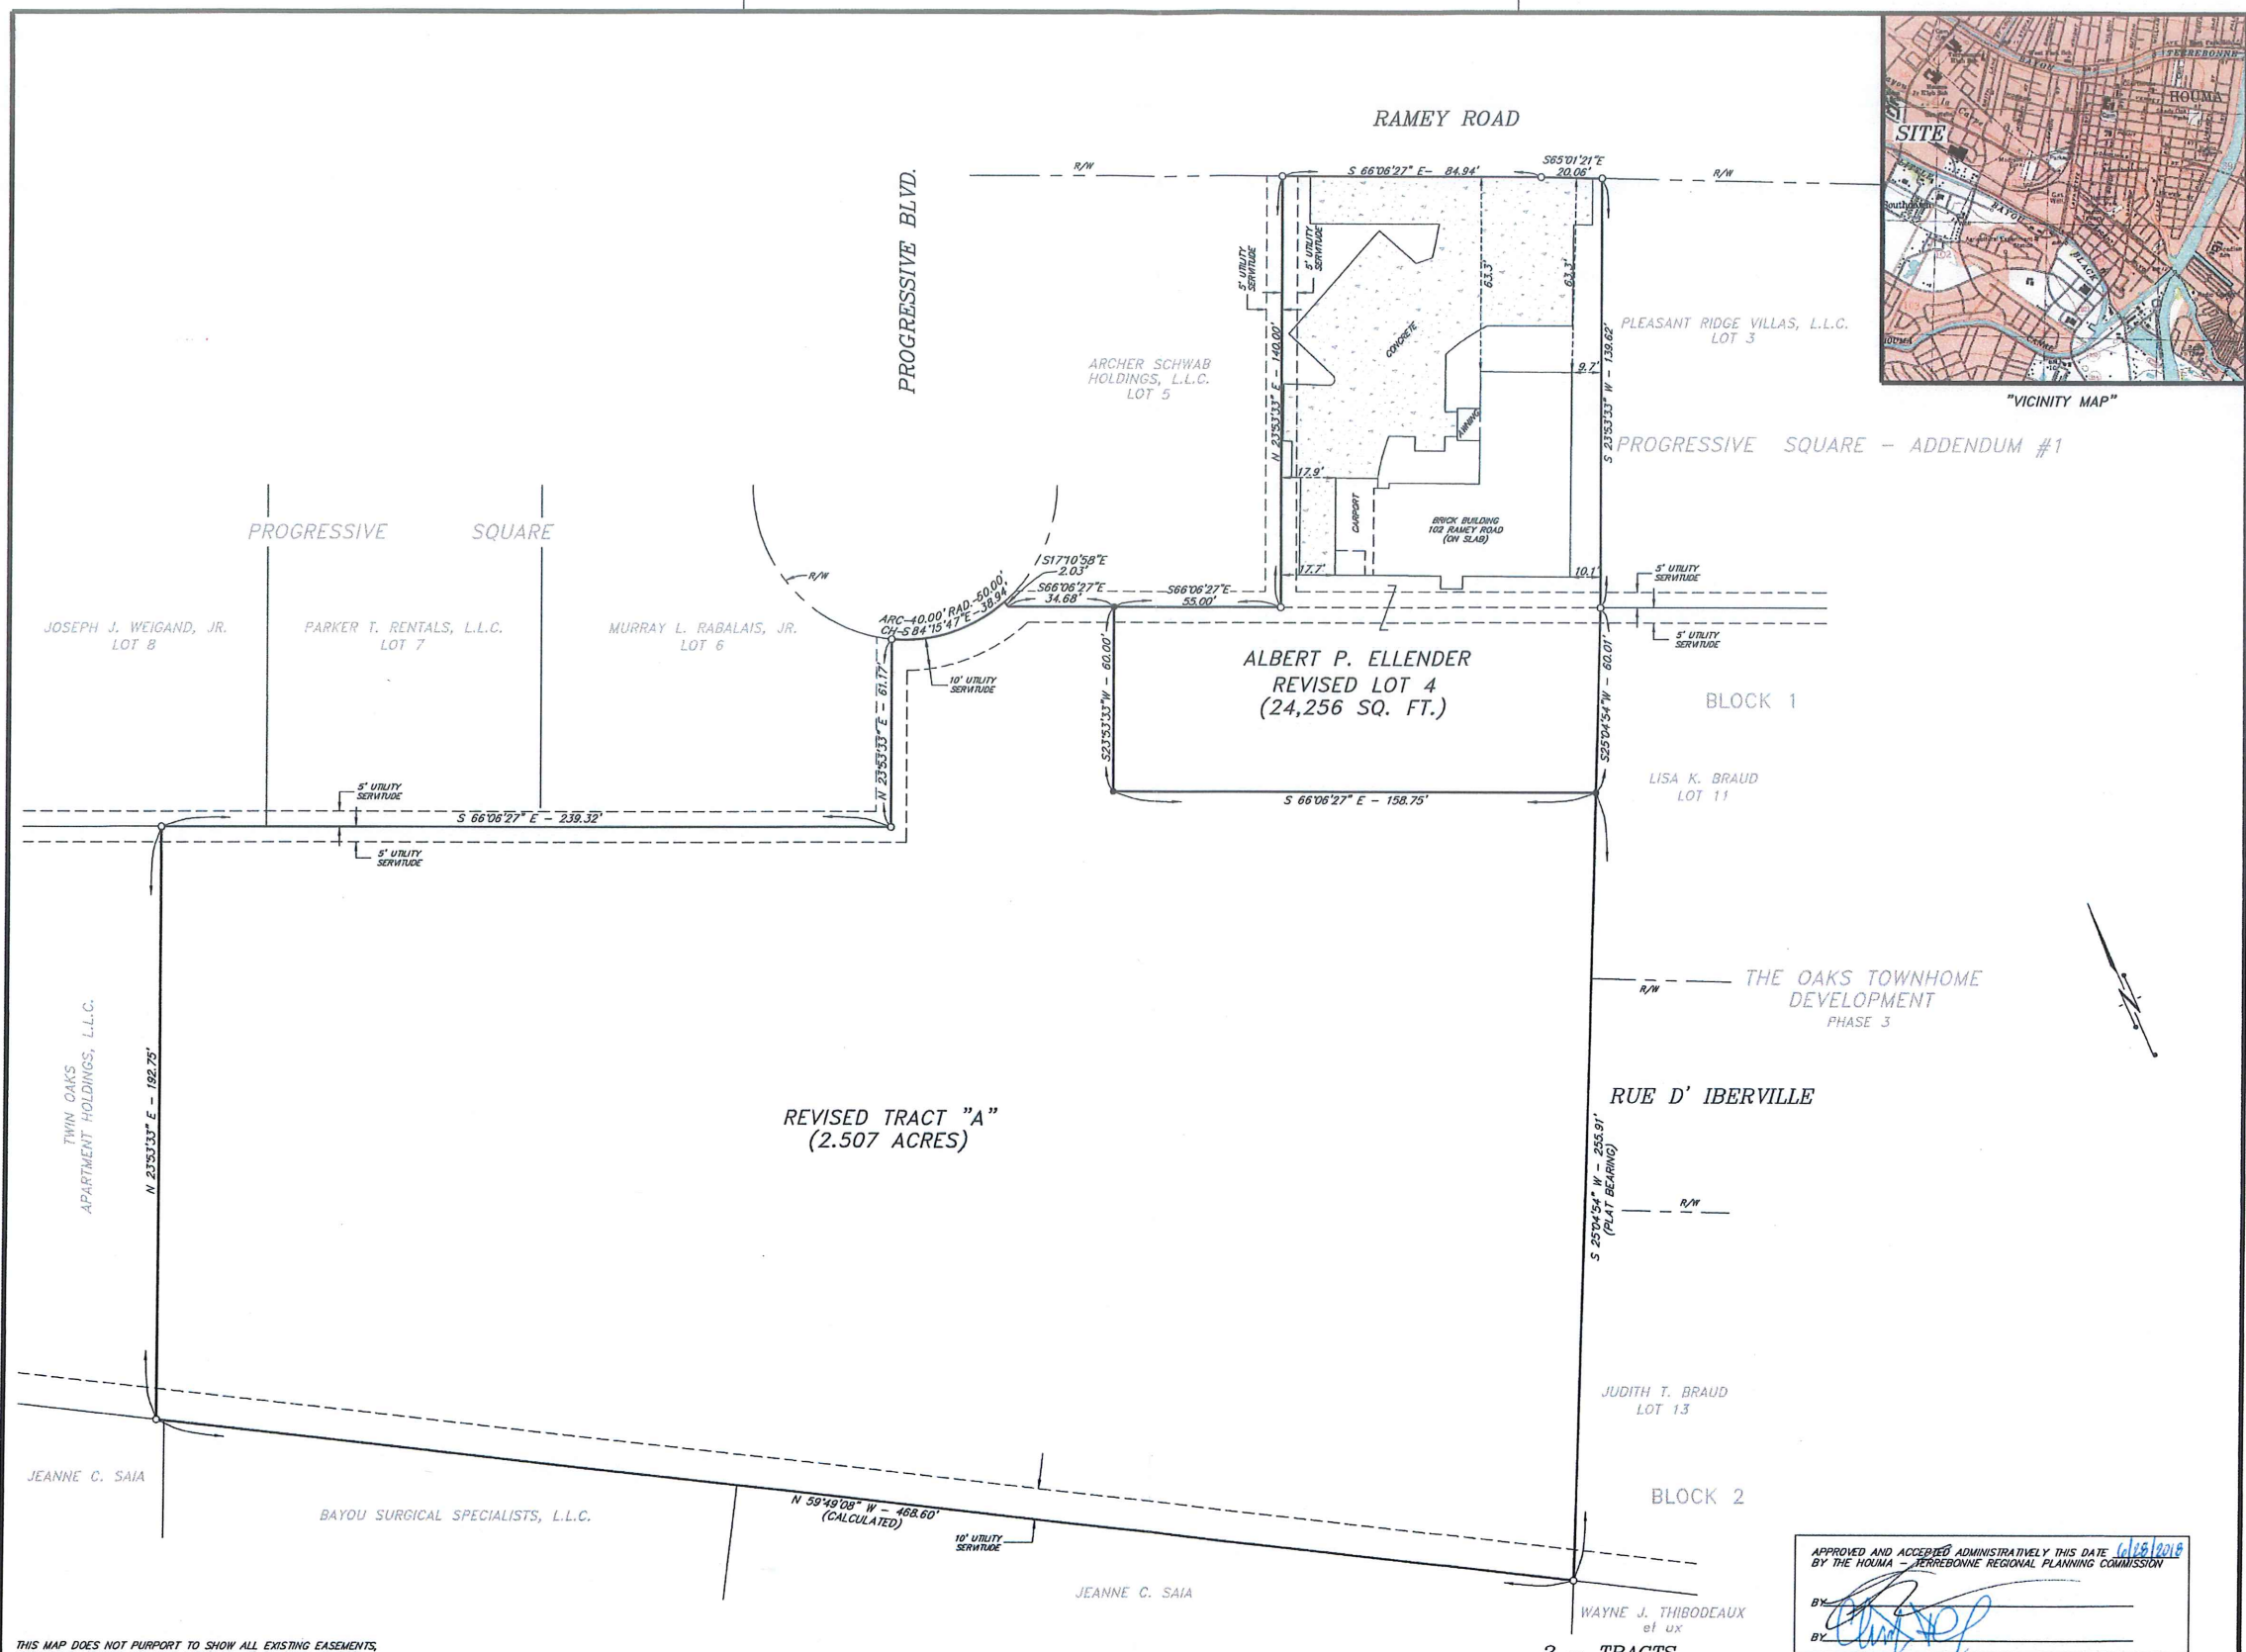 RAMEY ROAD
PROGRESSIVE BLVD.
R/W
S 66°06'27" E- 84.94'
S65°01'21"E
20.06'
R/W
SITE
HOUMA
TERREBONNE
BAYOU
BAYOU
BLACK
"VICINITY MAP"
5' UTILITY
SERVITUDE
5' UTILITY
SERVITUDE
63.3'
63.3'
N 23°53'33" E - 140.00'
CONCRETE
9.7'
S 23°53'33" W - 139.62'
PLEASANT RIDGE VILLAS, L.L.C.
LOT 3
ARCHER SCHWAB
HOLDINGS, L.L.C.
LOT 5
AWNING
PROGRESSIVE SQUARE - ADDENDUM #1
17.9'
CARPORT
BRICK BUILDING
102 RAMEY ROAD
(ON SLAB)
17.7'
10.1'
PROGRESSIVE SQUARE
R/W
S17°10'58"E
2.03'
S66°06'27"E
34.68'
S66°06'27"E
55.00'
ARC-40.00' RAD.-50.00'
CH-S 84°15'47"E-38.94'
5' UTILITY
SERVITUDE
5' UTILITY
SERVITUDE
JOSEPH J. WEIGAND, JR.
LOT 8
PARKER T. RENTALS, L.L.C.
LOT 7
MURRAY L. RABALAIS, JR.
LOT 6
N 23°53'33" E - 61.17'
10' UTILITY
SERVITUDE
S23°53'33"W - 60.00'
ALBERT P. ELLENDER
REVISED LOT 4
(24,256 SQ. FT.)
S25°04'54"W - 60.01'
BLOCK 1
LISA K. BRAUD
LOT 11
S 66°06'27" E - 158.75'
5' UTILITY
SERVITUDE
S 66°06'27" E - 239.32'
5' UTILITY
SERVITUDE
R/W
THE OAKS TOWNHOME
DEVELOPMENT
PHASE 3
N
TWIN OAKS
APARTMENT HOLDINGS, L.L.C.
N 23°53'33" E - 192.75'
REVISED TRACT "A"
(2.507 ACRES)
RUE D' IBERVILLE
S 25°04'54" W - 255.91'
(PLAT BEARING)
R/W
JUDITH T. BRAUD
LOT 13
JEANNE C. SAIA
BAYOU SURGICAL SPECIALISTS, L.L.C.
N 59°49'08" W - 468.60'
(CALCULATED)
10' UTILITY
SERVITUDE
BLOCK 2
JEANNE C. SAIA
WAYNE J. THIBODEAUX
et ux
APPROVED AND ACCEPTED ADMINISTRATIVELY THIS DATE 6/28/2018
BY THE HOUMA - TERREBONNE REGIONAL PLANNING COMMISSION
BY
BY
THIS MAP DOES NOT PURPORT TO SHOW ALL EXISTING EASEMENTS,
TRACTS